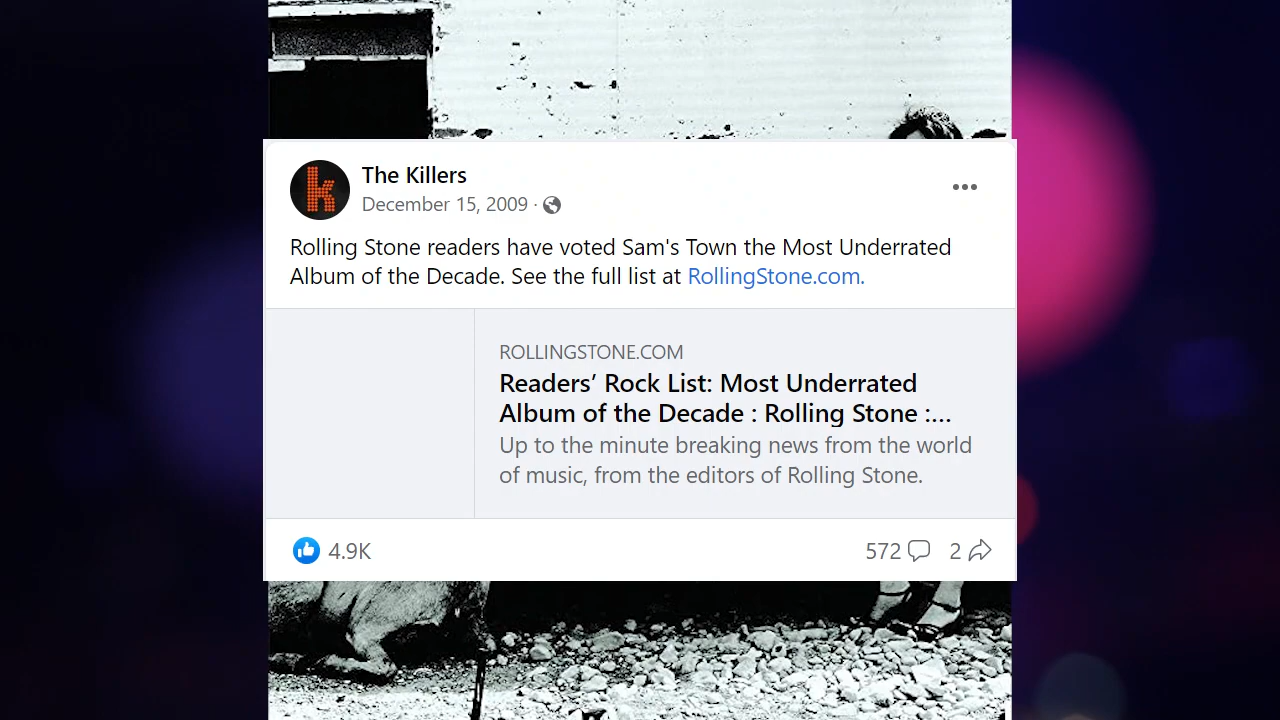 The Killers
December 15, 2009 ·
Rolling Stone readers have voted Sam's Town the Most Underrated
Album of the Decade. See the full list at RollingStone.com.
ROLLINGSTONE.COM
Readers’ Rock List: Most Underrated
Album of the Decade : Rolling Stone :...
Up to the minute breaking news from the world
of music, from the editors of Rolling Stone.
4.9K
572
2